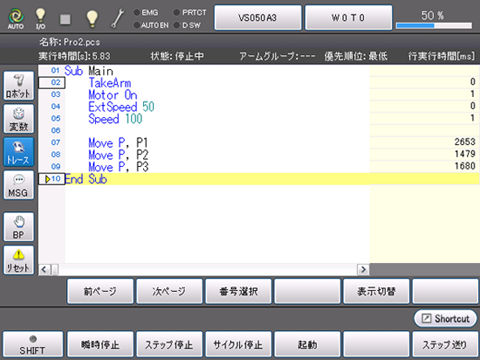 AUTO I/O EMG PRTCT AUTO EN D SW VS050A3 W 0 T 0 50 %
名称: Pro2.pcs
実行時間[s]: 5.83 状態: 停止中 アームグループ: --- 優先順位: 最低 行実行時間[ms]
01 Sub Main
02 TakeArm 0
03 Motor On 1
04 ExtSpeed 50 0
05 Speed 100 1
06
07 Move P, P1 2653
08 Move P, P2 1479
09 Move P, P3 1680
10 End Sub
ロボット
変数
トレース
MSG
BP
リセット
前ページ 次ページ 番号選択 表示切替
Shortcut
SHIFT 瞬時停止 ステップ停止 サイクル停止 起動 ステップ送り